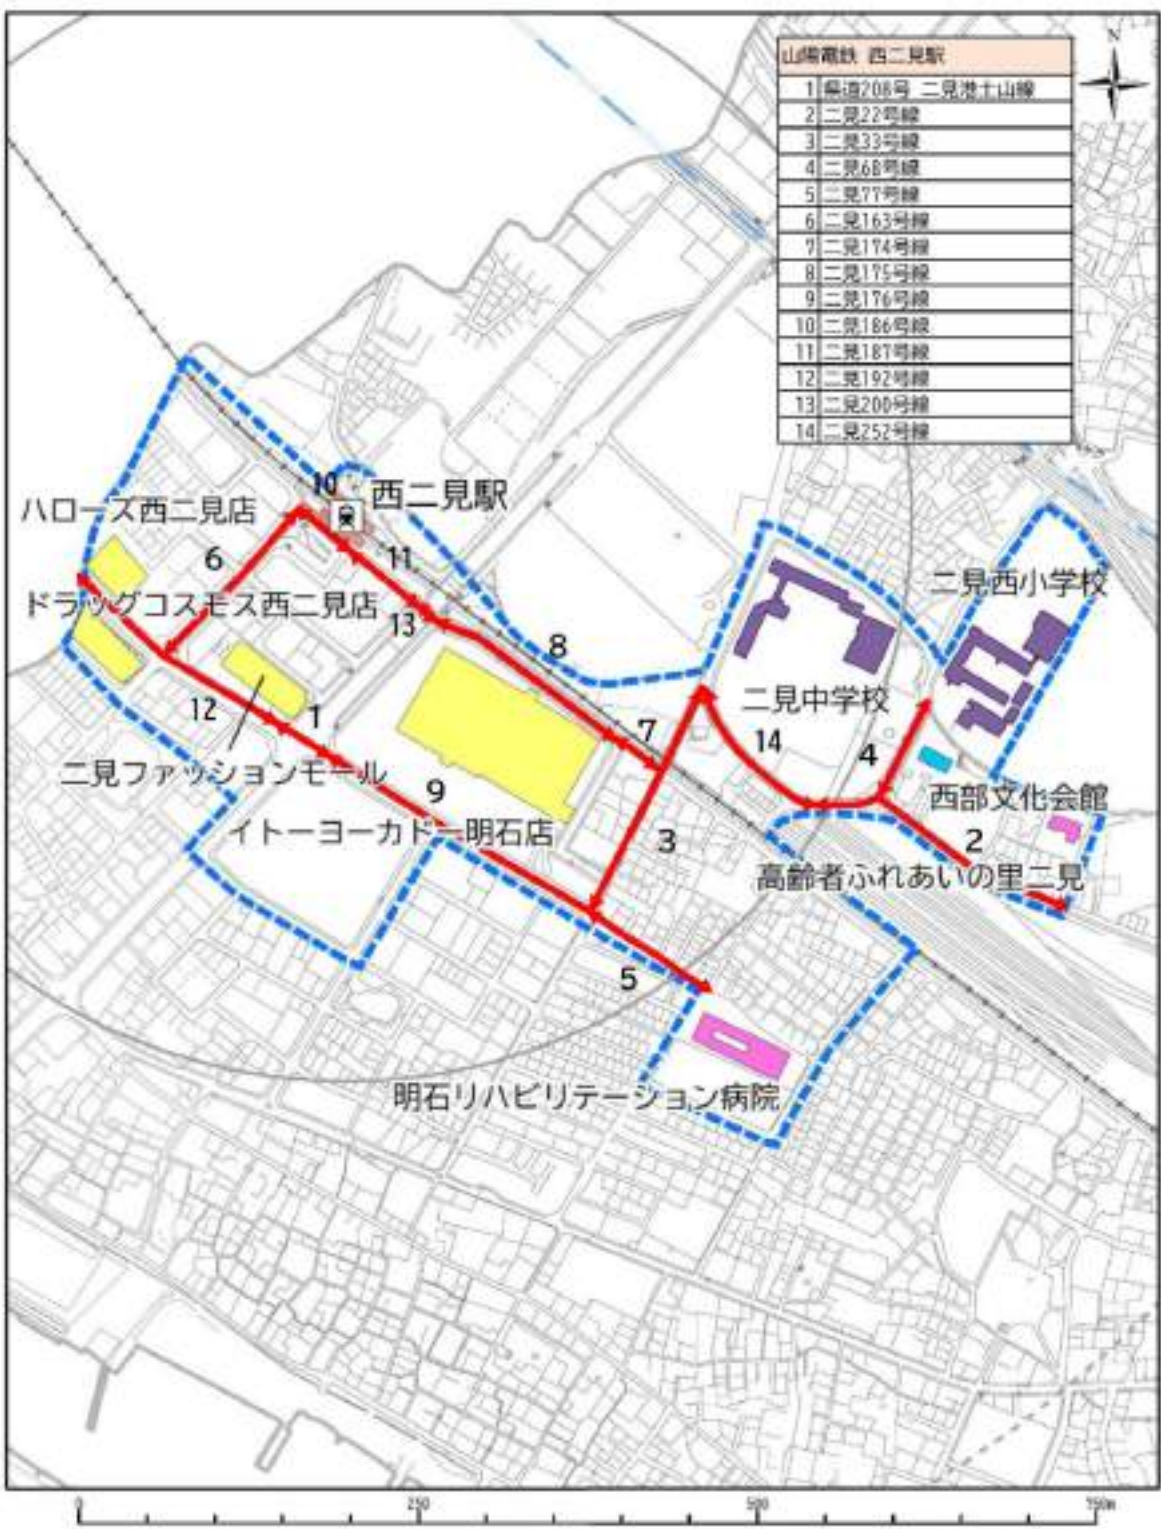 N
山陽電鉄 西二見駅
1 県道208号 二見港土山線
2 二見22号線
3 二見33号線
4 二見68号線
5 二見77号線
6 二見163号線
7 二見174号線
8 二見175号線
9 二見176号線
10 二見186号線
11 二見187号線
12 二見192号線
13 二見200号線
14 二見252号線
10
西二見駅
ハローズ西二見店
6
11
二見西小学校
ドラッグコスモス西二見店
13
8
二見中学校
12
1
7
14
4
二見ファッションモール
9
西部文化会館
イトーヨーカドー明石店
3
2
高齢者ふれあいの里二見
5
明石リハビリテーション病院
0 250 500 750m